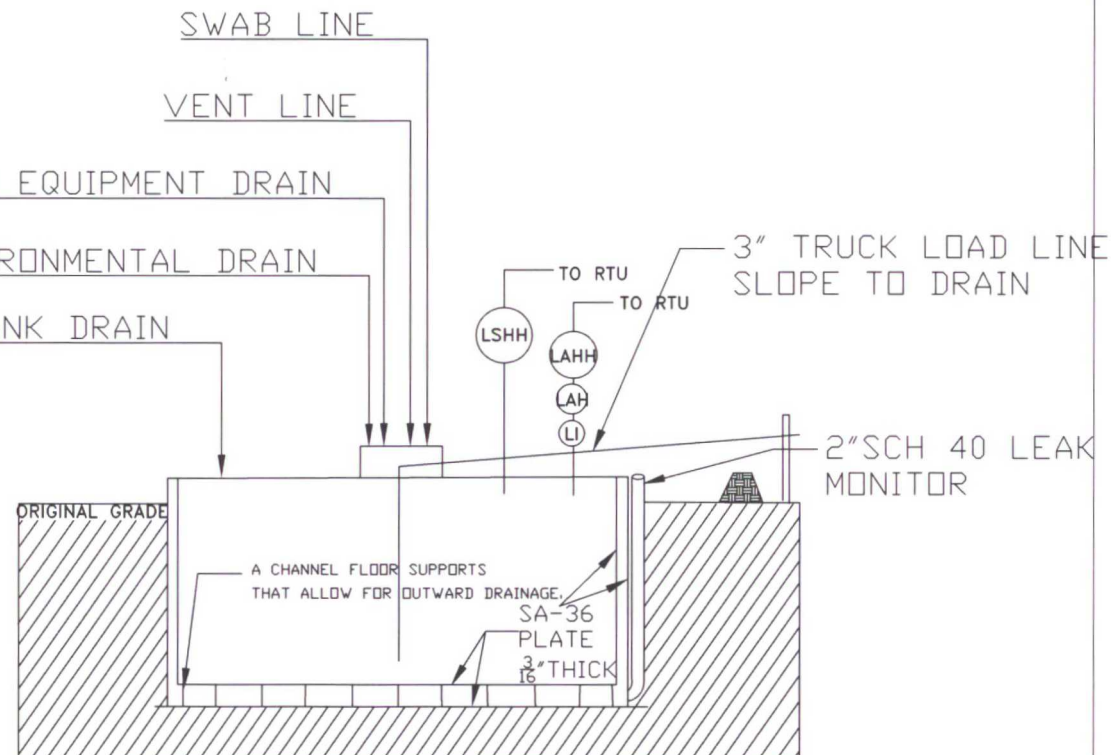 SWAB LINE
VENT LINE
EQUIPMENT DRAIN
RONMENTAL DRAIN
NK DRAIN
TO RTU
TO RTU
3" TRUCK LOAD LINE
SLOPE TO DRAIN
LSHH
LAHH
LAH
LI
2"SCH 40 LEAK
MONITOR
ORIGINAL GRADE
A CHANNEL FLOOR SUPPORTS
THAT ALLOW FOR OUTWARD DRAINAGE.
SA-36
PLATE
3/16"THICK